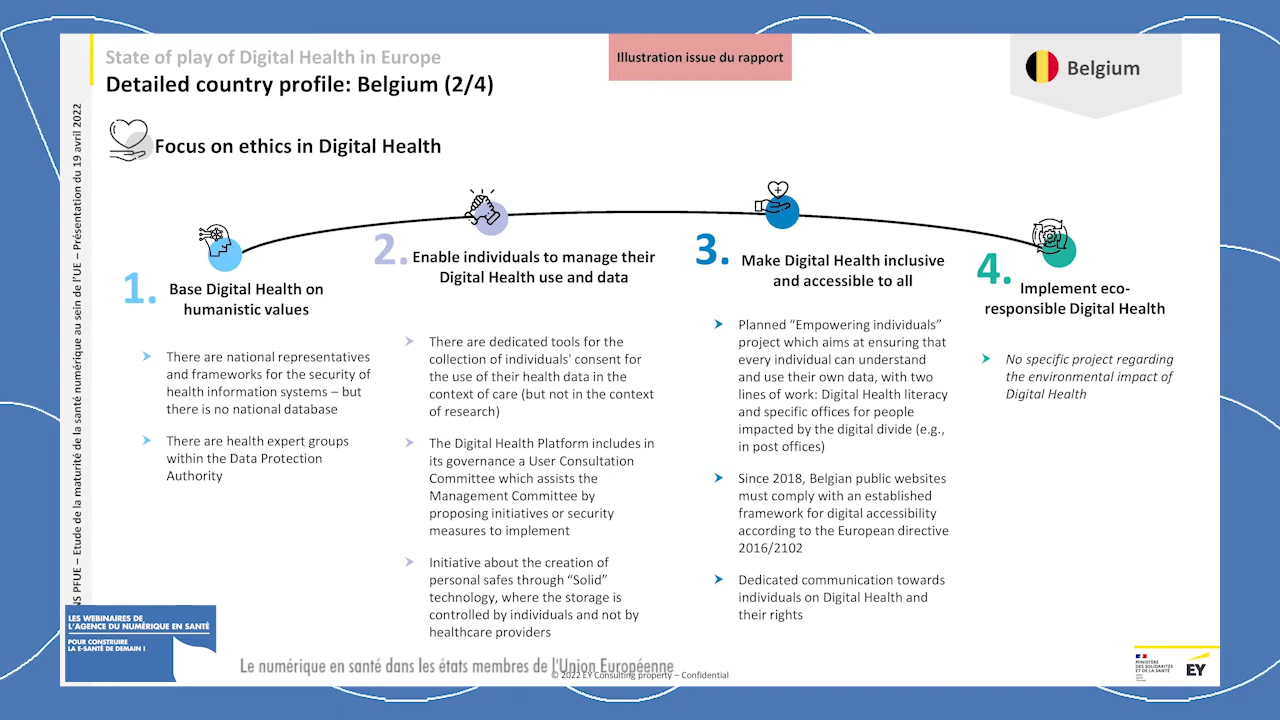 State of play of Digital Health in Europe
Detailed country profile: Belgium (2/4)
Illustration issue du rapport
Belgium
NS PFUE – Etude de la maturité de la santé numérique au sein de l'UE – Présentation du 19 avril 2022
Focus on ethics in Digital Health
1.
Base Digital Health on
humanistic values
There are national representatives
and frameworks for the security of
health information systems – but
there is no national database
There are health expert groups
within the Data Protection
Authority
2.
Enable individuals to manage their
Digital Health use and data
There are dedicated tools for the
collection of individuals' consent for
the use of their health data in the
context of care (but not in the context
of research)
The Digital Health Platform includes in
its governance a User Consultation
Committee which assists the
Management Committee by
proposing initiatives or security
measures to implement
Initiative about the creation of
personal safes through “Solid”
technology, where the storage is
controlled by individuals and not by
healthcare providers
3.
Make Digital Health inclusive
and accessible to all
Planned “Empowering individuals”
project which aims at ensuring that
every individual can understand
and use their own data, with two
lines of work: Digital Health literacy
and specific offices for people
impacted by the digital divide (e.g.,
in post offices)
Since 2018, Belgian public websites
must comply with an established
framework for digital accessibility
according to the European directive
2016/2102
Dedicated communication towards
individuals on Digital Health and
their rights
4.
Implement eco-
responsible Digital Health
No specific project regarding
the environmental impact of
Digital Health
LES WEBINAIRES DE
L'AGENCE DU NUMÉRIQUE EN SANTÉ
POUR CONSTRUIRE
LA E-SANTÉ DE DEMAIN !
Le numérique en santé dans les états membres de l'Union Européenne
© 2022 EY Consulting property – Confidential
MINISTÈRE
DES SOLIDARITÉS
ET DE LA SANTÉ
EY